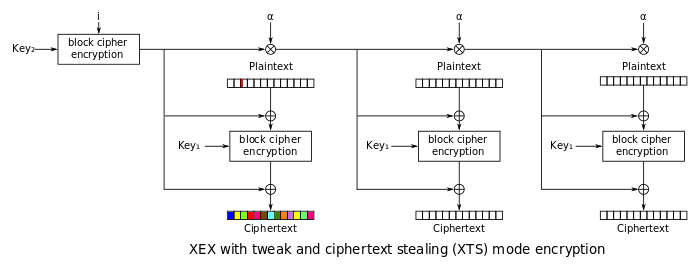 i
α
α
α
Key₂
block cipher
encryption
Plaintext
Plaintext
Plaintext
Key₁
block cipher
encryption
Key₁
block cipher
encryption
Key₁
block cipher
encryption
Ciphertext
Ciphertext
Ciphertext
XEX with tweak and ciphertext stealing (XTS) mode encryption